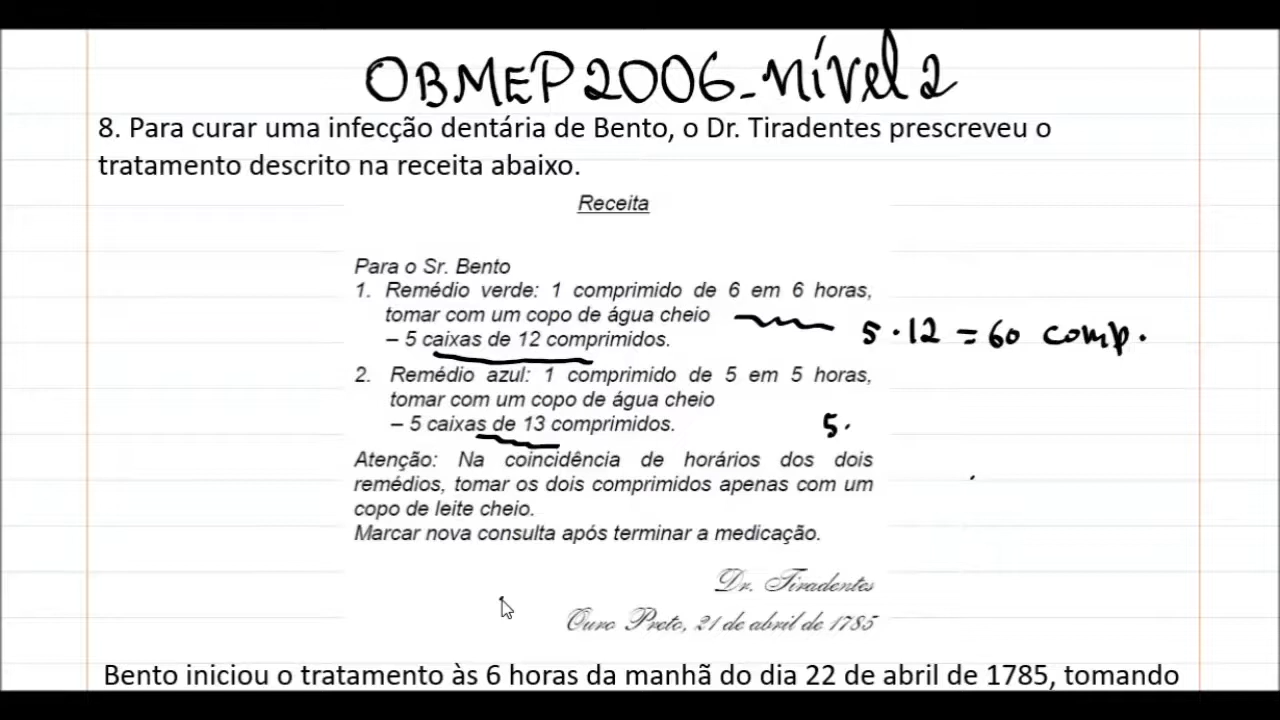 OBMEP2006-nível 2
8. Para curar uma infecção dentária de Bento, o Dr. Tiradentes prescreveu o
tratamento descrito na receita abaixo.
Receita
Para o Sr. Bento
1. Remédio verde: 1 comprimido de 6 em 6 horas,
tomar com um copo de água cheio
– 5 caixas de 12 comprimidos.
5 · 12 = 60 comp.
2. Remédio azul: 1 comprimido de 5 em 5 horas,
tomar com um copo de água cheio
– 5 caixas de 13 comprimidos.
5 ·
Atenção: Na coincidência de horários dos dois
remédios, tomar os dois comprimidos apenas com um
copo de leite cheio.
Marcar nova consulta após terminar a medicação.
Dr. Tiradentes
Ouro Preto, 21 de abril de 1785
Bento iniciou o tratamento às 6 horas da manhã do dia 22 de abril de 1785, tomando